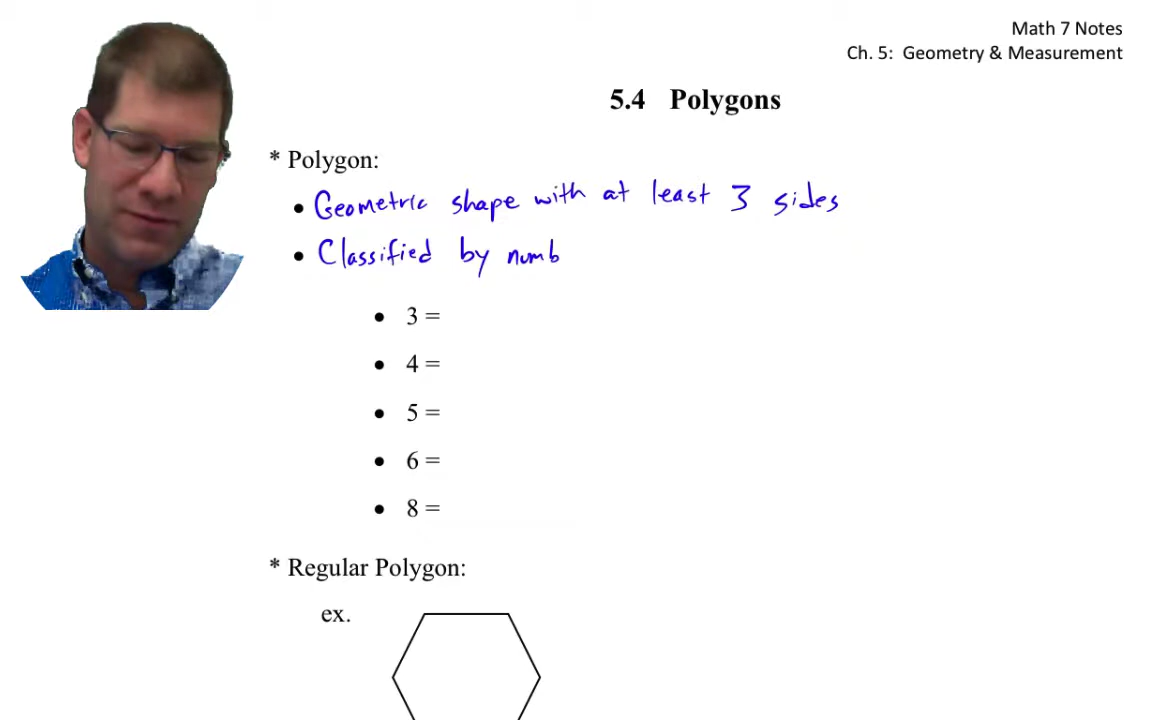 Math 7 Notes
Ch. 5: Geometry & Measurement
5.4 Polygons
* Polygon:
• Geometric shape with at least 3 sides
• Classified by numb
• 3 =
• 4 =
• 5 =
• 6 =
• 8 =
* Regular Polygon:
ex.